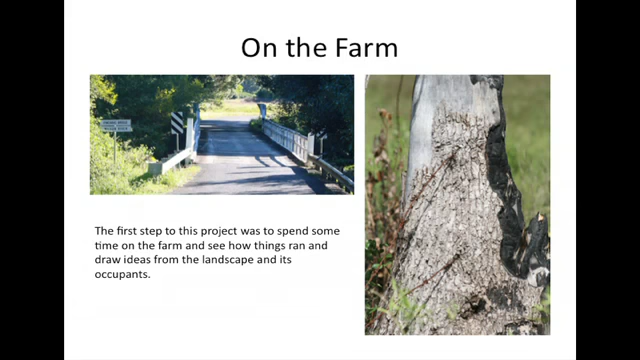 On the Farm
The first step to this project was to spend some
time on the farm and see how things ran and
draw ideas from the landscape and its
occupants.